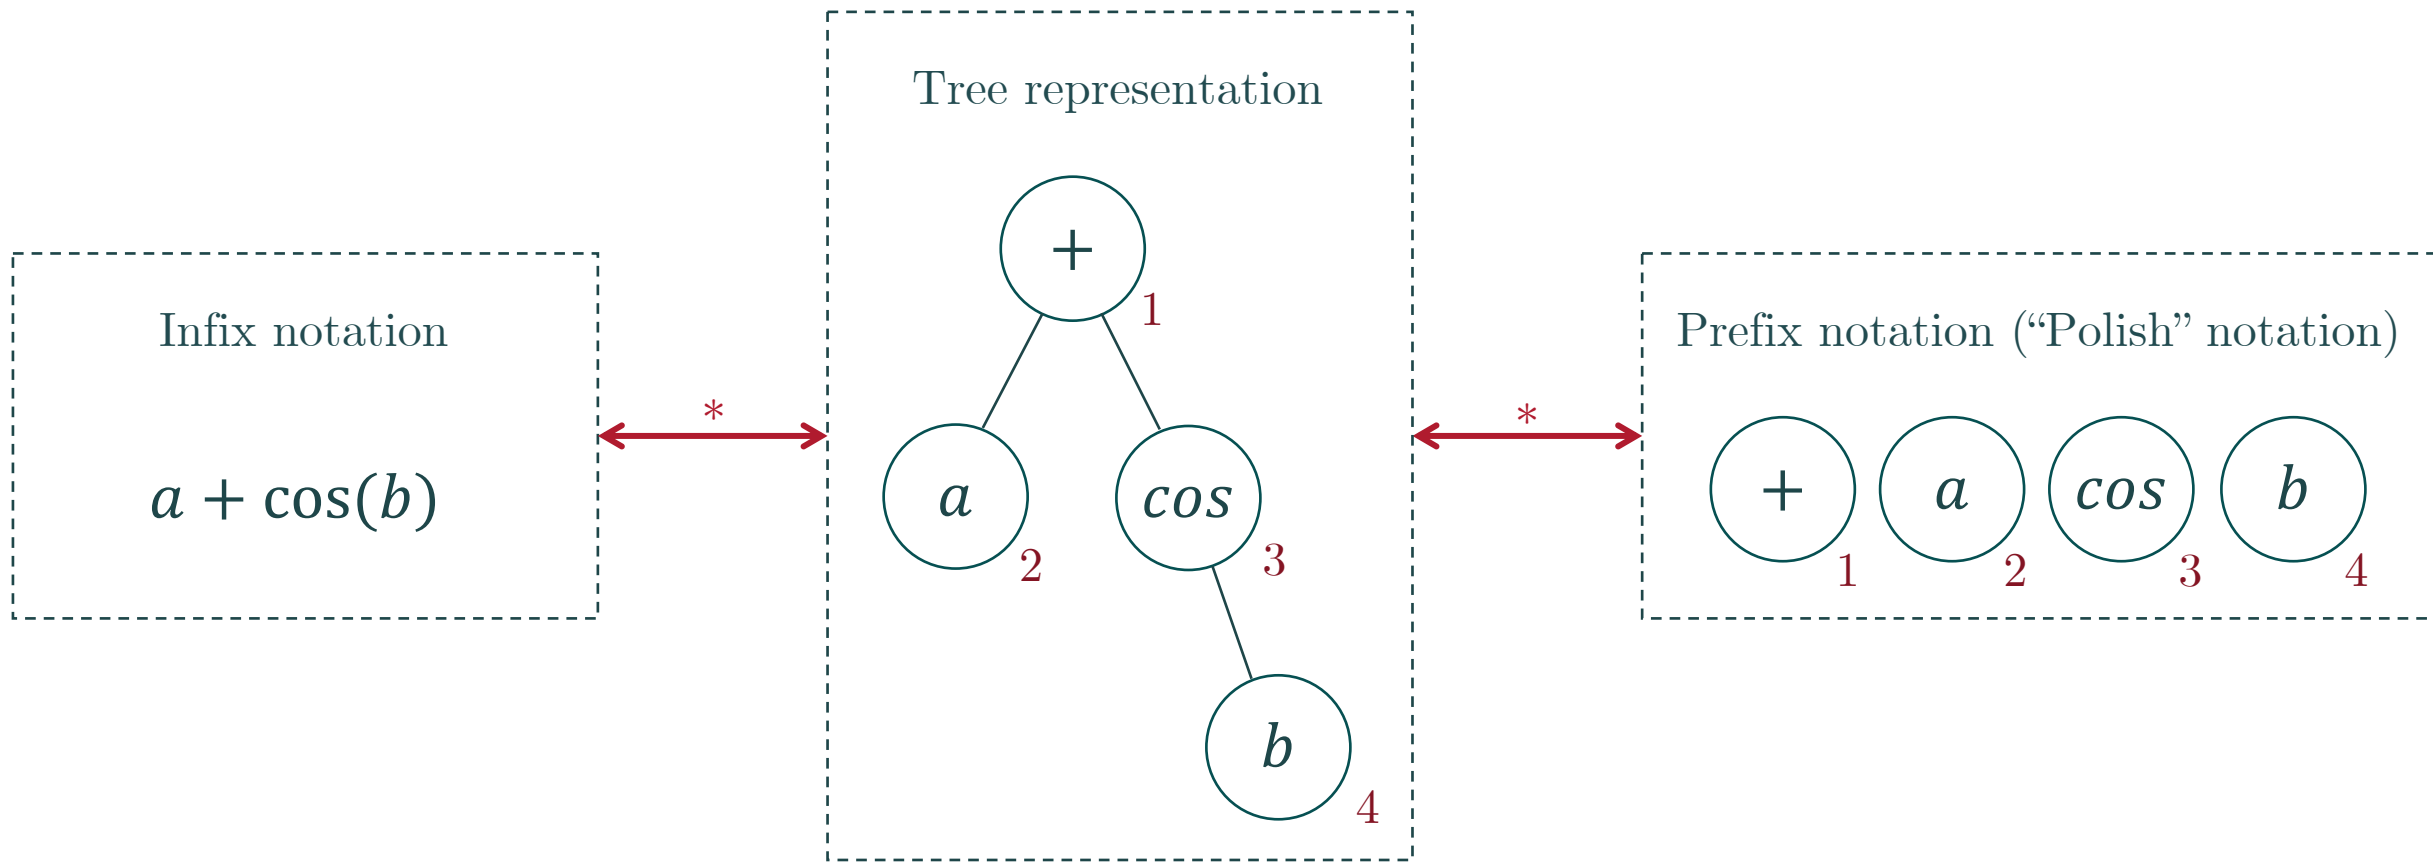 Infix notation
a + cos(b)
*
Tree representation
+
1
a
2
cos
3
b
4
*
Prefix notation (“Polish” notation)
+ a cos b
1 2 3 4